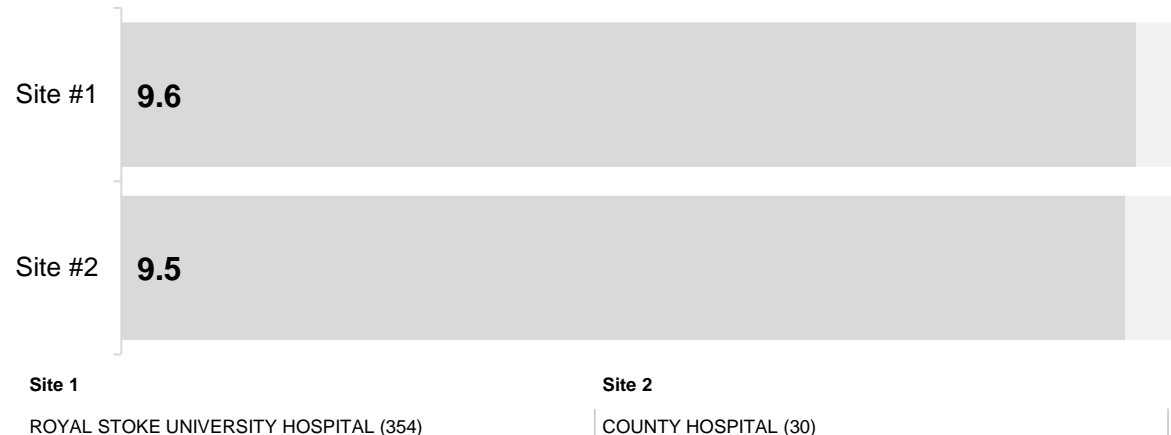 Site #1 9.6
Site #2 9.5
Site 1 Site 2
ROYAL STOKE UNIVERSITY HOSPITAL (354) COUNTY HOSPITAL (30)